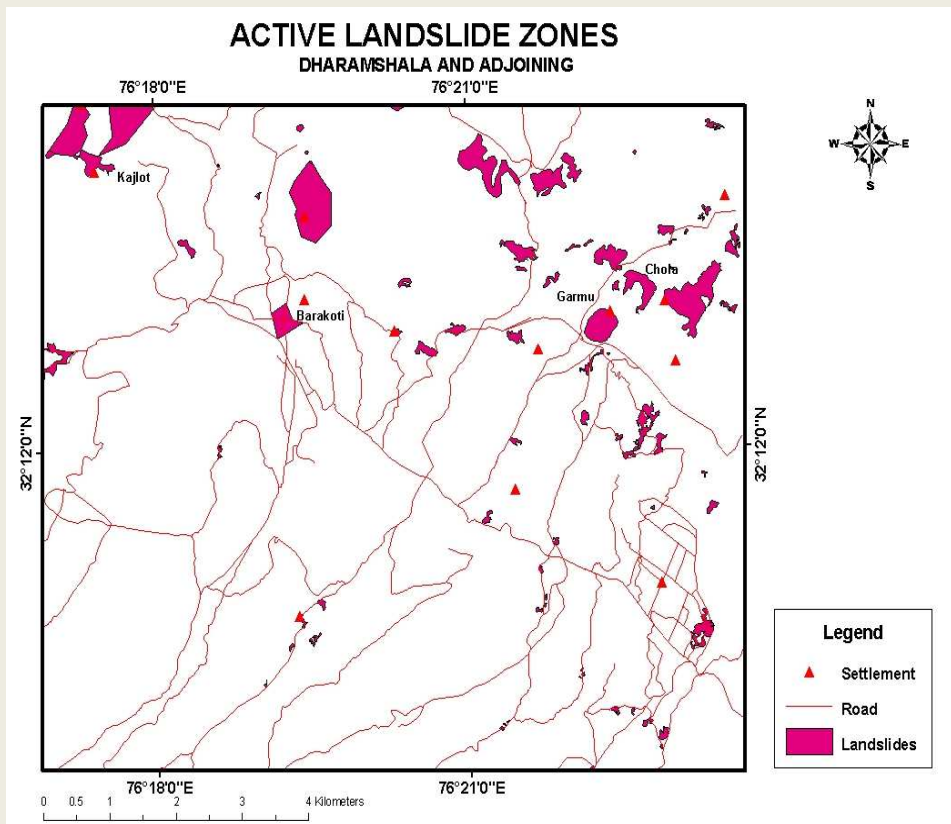 ACTIVE LANDSLIDE ZONES
DHARAMSHALA AND ADJOINING
76°18'0"E
76°21'0"E
N
W
E
S
Kajlot
Chola
Garmu
Barakoti
32°12'0"N
32°12'0"N
Legend
Settlement
Road
Landslides
76°18'0"E
76°21'0"E
0 0.5 1 2 3 4 Kilometers